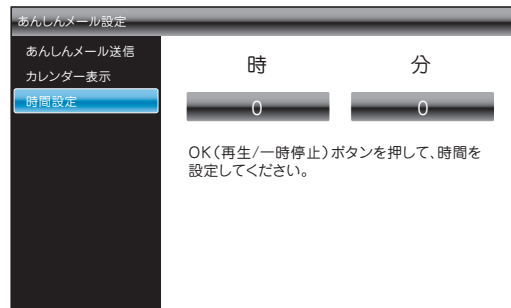 あんしんメール設定
あんしんメール送信
カレンダー表示
時間設定
時 分
0 0
OK(再生/一時停止)ボタンを押して、時間を
設定してください。